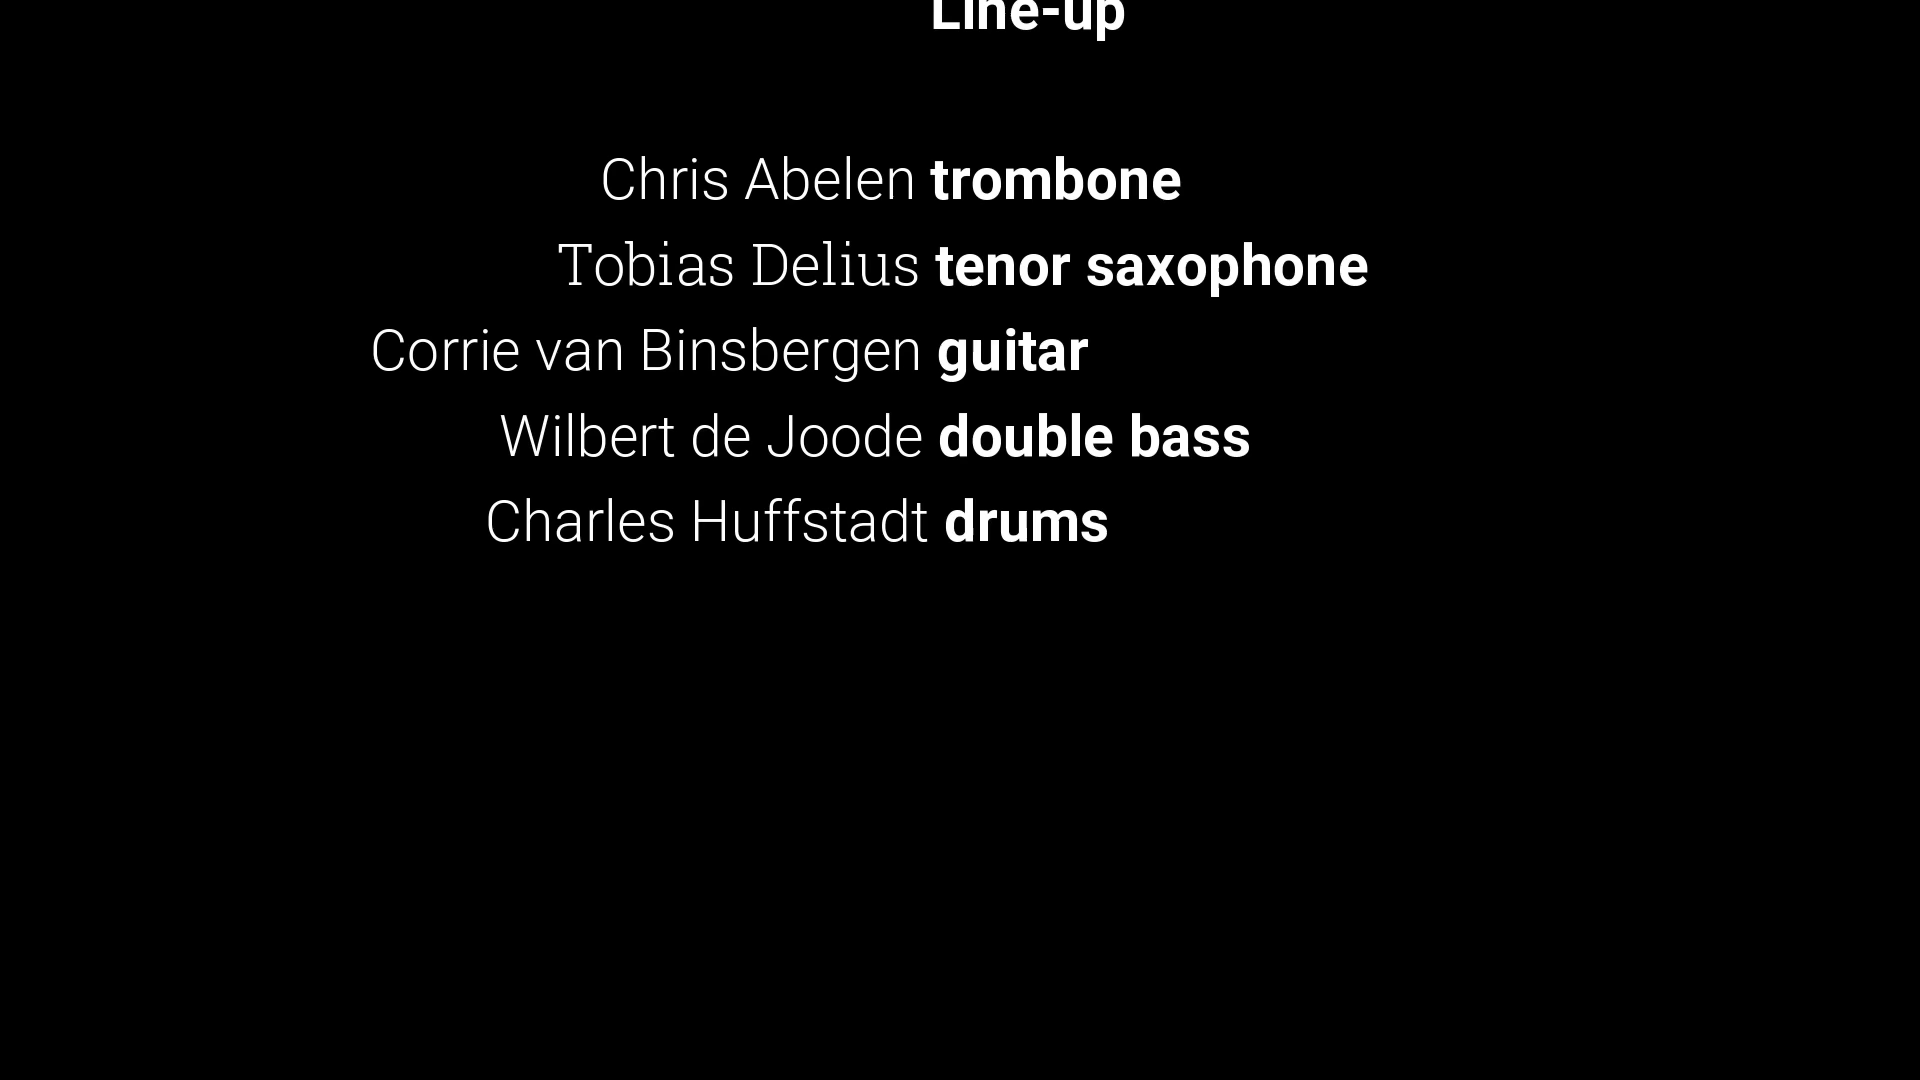 Line-up
Chris Abelen trombone
Tobias Delius tenor saxophone
Corrie van Binsbergen guitar
Wilbert de Joode double bass
Charles Huffstadt drums